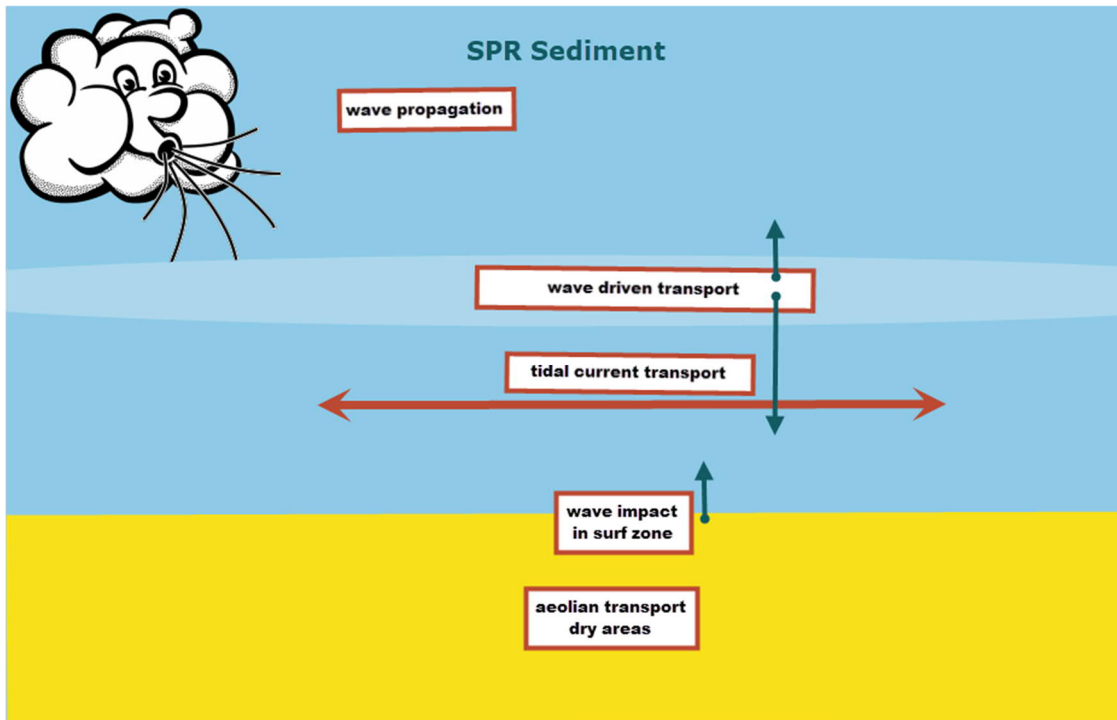 SPR Sediment
wave propagation
wave driven transport
tidal current transport
wave impact
in surf zone
aeolian transport
dry areas